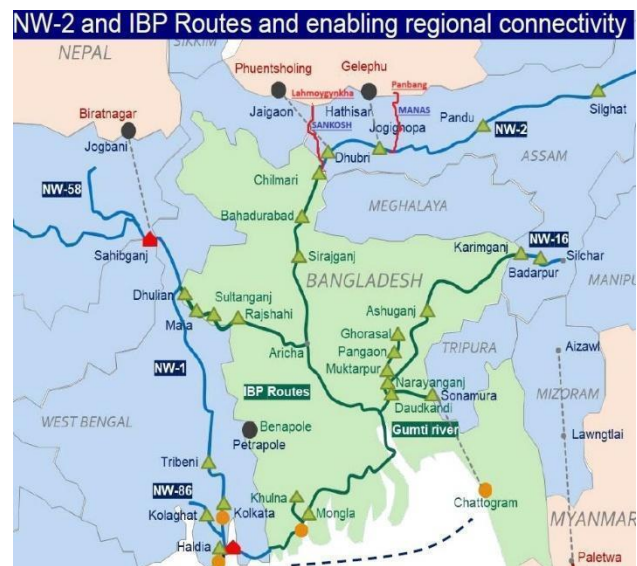 NW-2 and IBP Routes and enabling regional connectivity
NEPAL
SIKKIM
Phuentsholing
Gelephu
Lahmoygynkha
Panbang
Biratnagar
Jaigaon
Hathisar
MANAS
Silghat
Jogbani
SANKOSH
Jogighopa
Pandu
NW-2
Dhubri
ASSAM
NW-58
Chilmari
Bahadurabad
MEGHALAYA
Karimganj
NW-16
Sahibganj
Sirajganj
Badarpur
Silchar
BANGLADESH
MANIPU
Dhulian
Sultanganj
Ashuganj
Maia
Rajshahi
Ghorasal
TRIPURA
Aricha
Pangaon
Aizawl
NW-1
Muktarpur
Narayanganj
MIZORAM
IBP Routes
Daudkandi
Sonamura
WEST BENGAL
Benapole
Gumti river
Lawngtlai
Petrapole
Tribeni
NW-86
Khulna
Chattogram
Kolaghat
Kolkata
Mongla
MYANMAR
Haldia
Paletwa